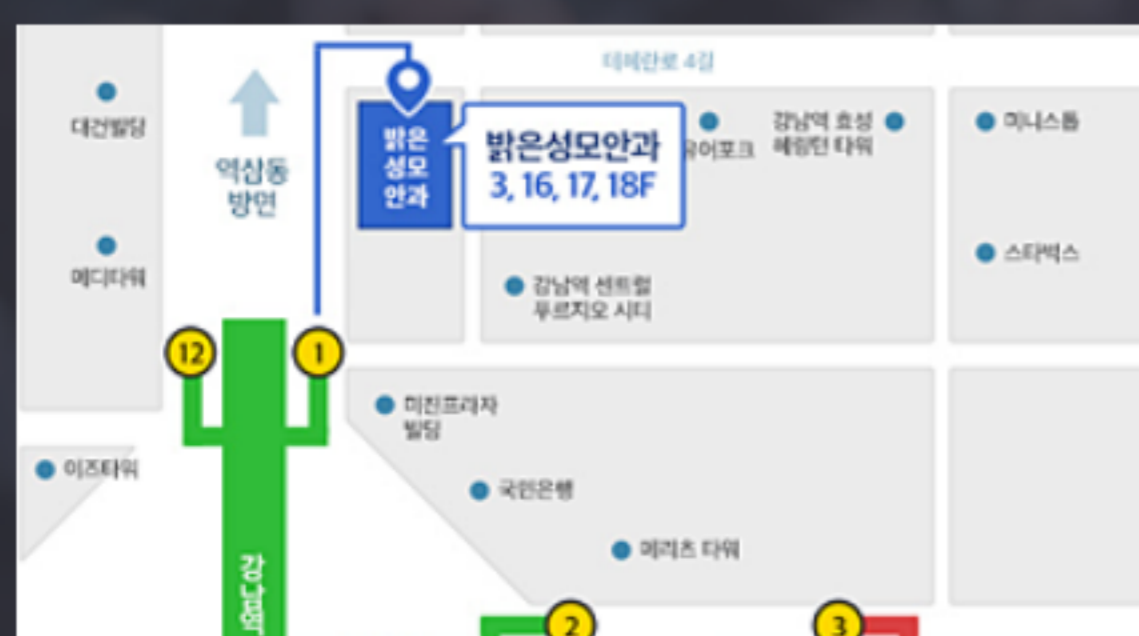 테헤란로 4길
대건빌딩
역삼동
방면
메디타워
밝은
성모
안과
밝은성모안과
3, 16, 17, 18F
유어포크
강남역 효성
해링턴 타워
미니스톱
스타벅스
강남역 센트럴
푸르지오 시티
12
1
미진프라자
빌딩
이즈타워
국민은행
메리츠 타워
강남역
2
3